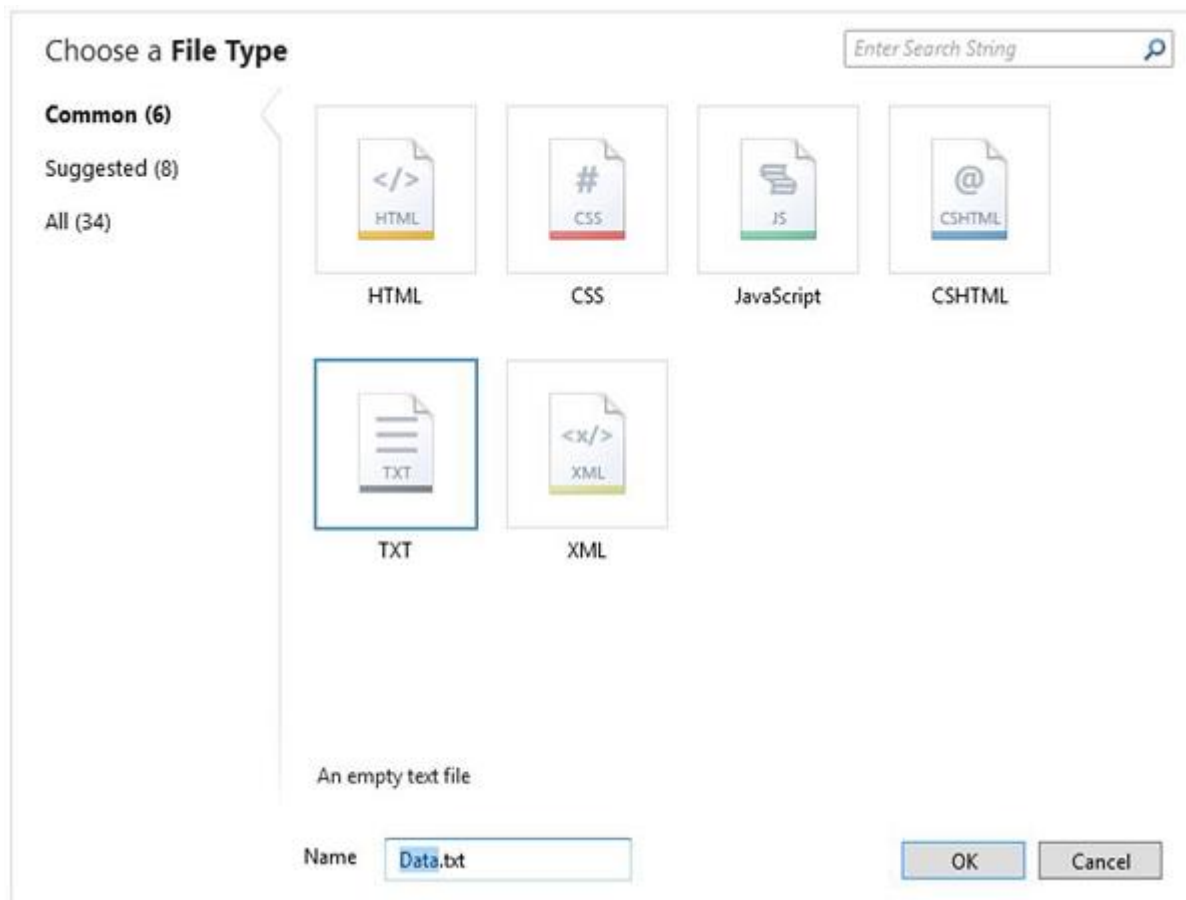 Choose a File Type
Enter Search String
Common (6)
Suggested (8)
All (34)
</> # @
HTML CSS JS CSHTML
HTML CSS JavaScript CSHTML
<x/>
TXT XML
TXT XML
An empty text file
Name Data.txt OK Cancel